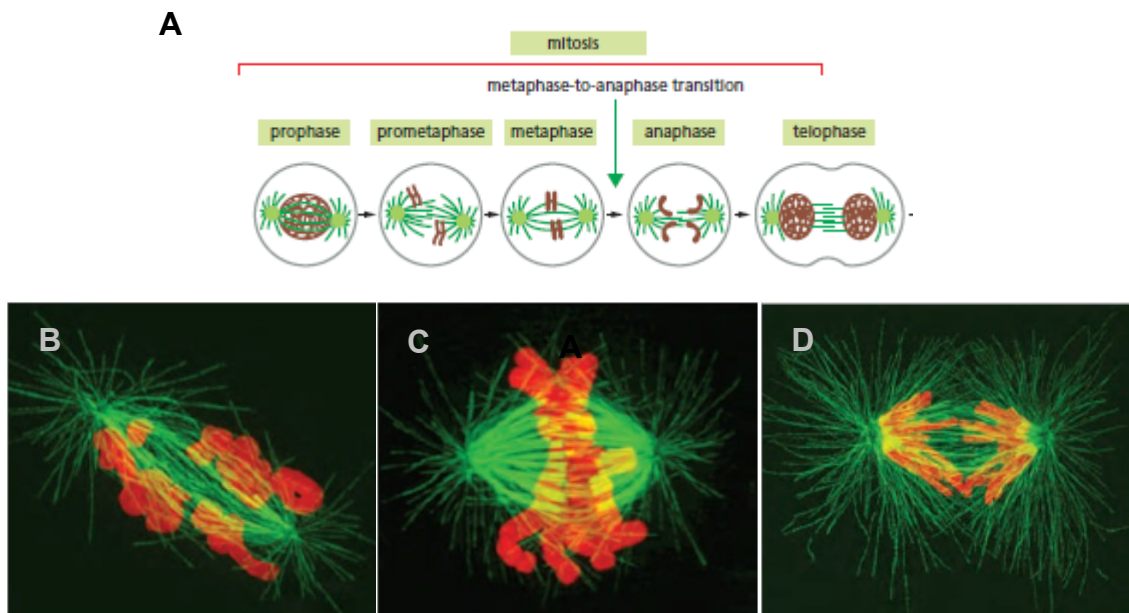 A
mitosis
metaphase-to-anaphase transition
prophase prometaphase metaphase anaphase telophase
B C A D